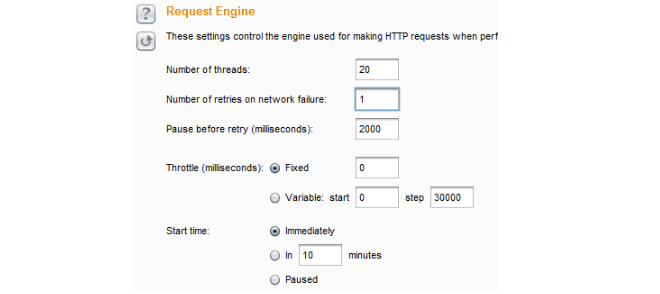 ? Request Engine
These settings control the engine used for making HTTP requests when perf
Number of threads: 20
Number of retries on network failure: 1
Pause before retry (milliseconds): 2000
Throttle (milliseconds): Fixed 0
Variable: start 0 step 30000
Start time: Immediately
In 10 minutes
Paused